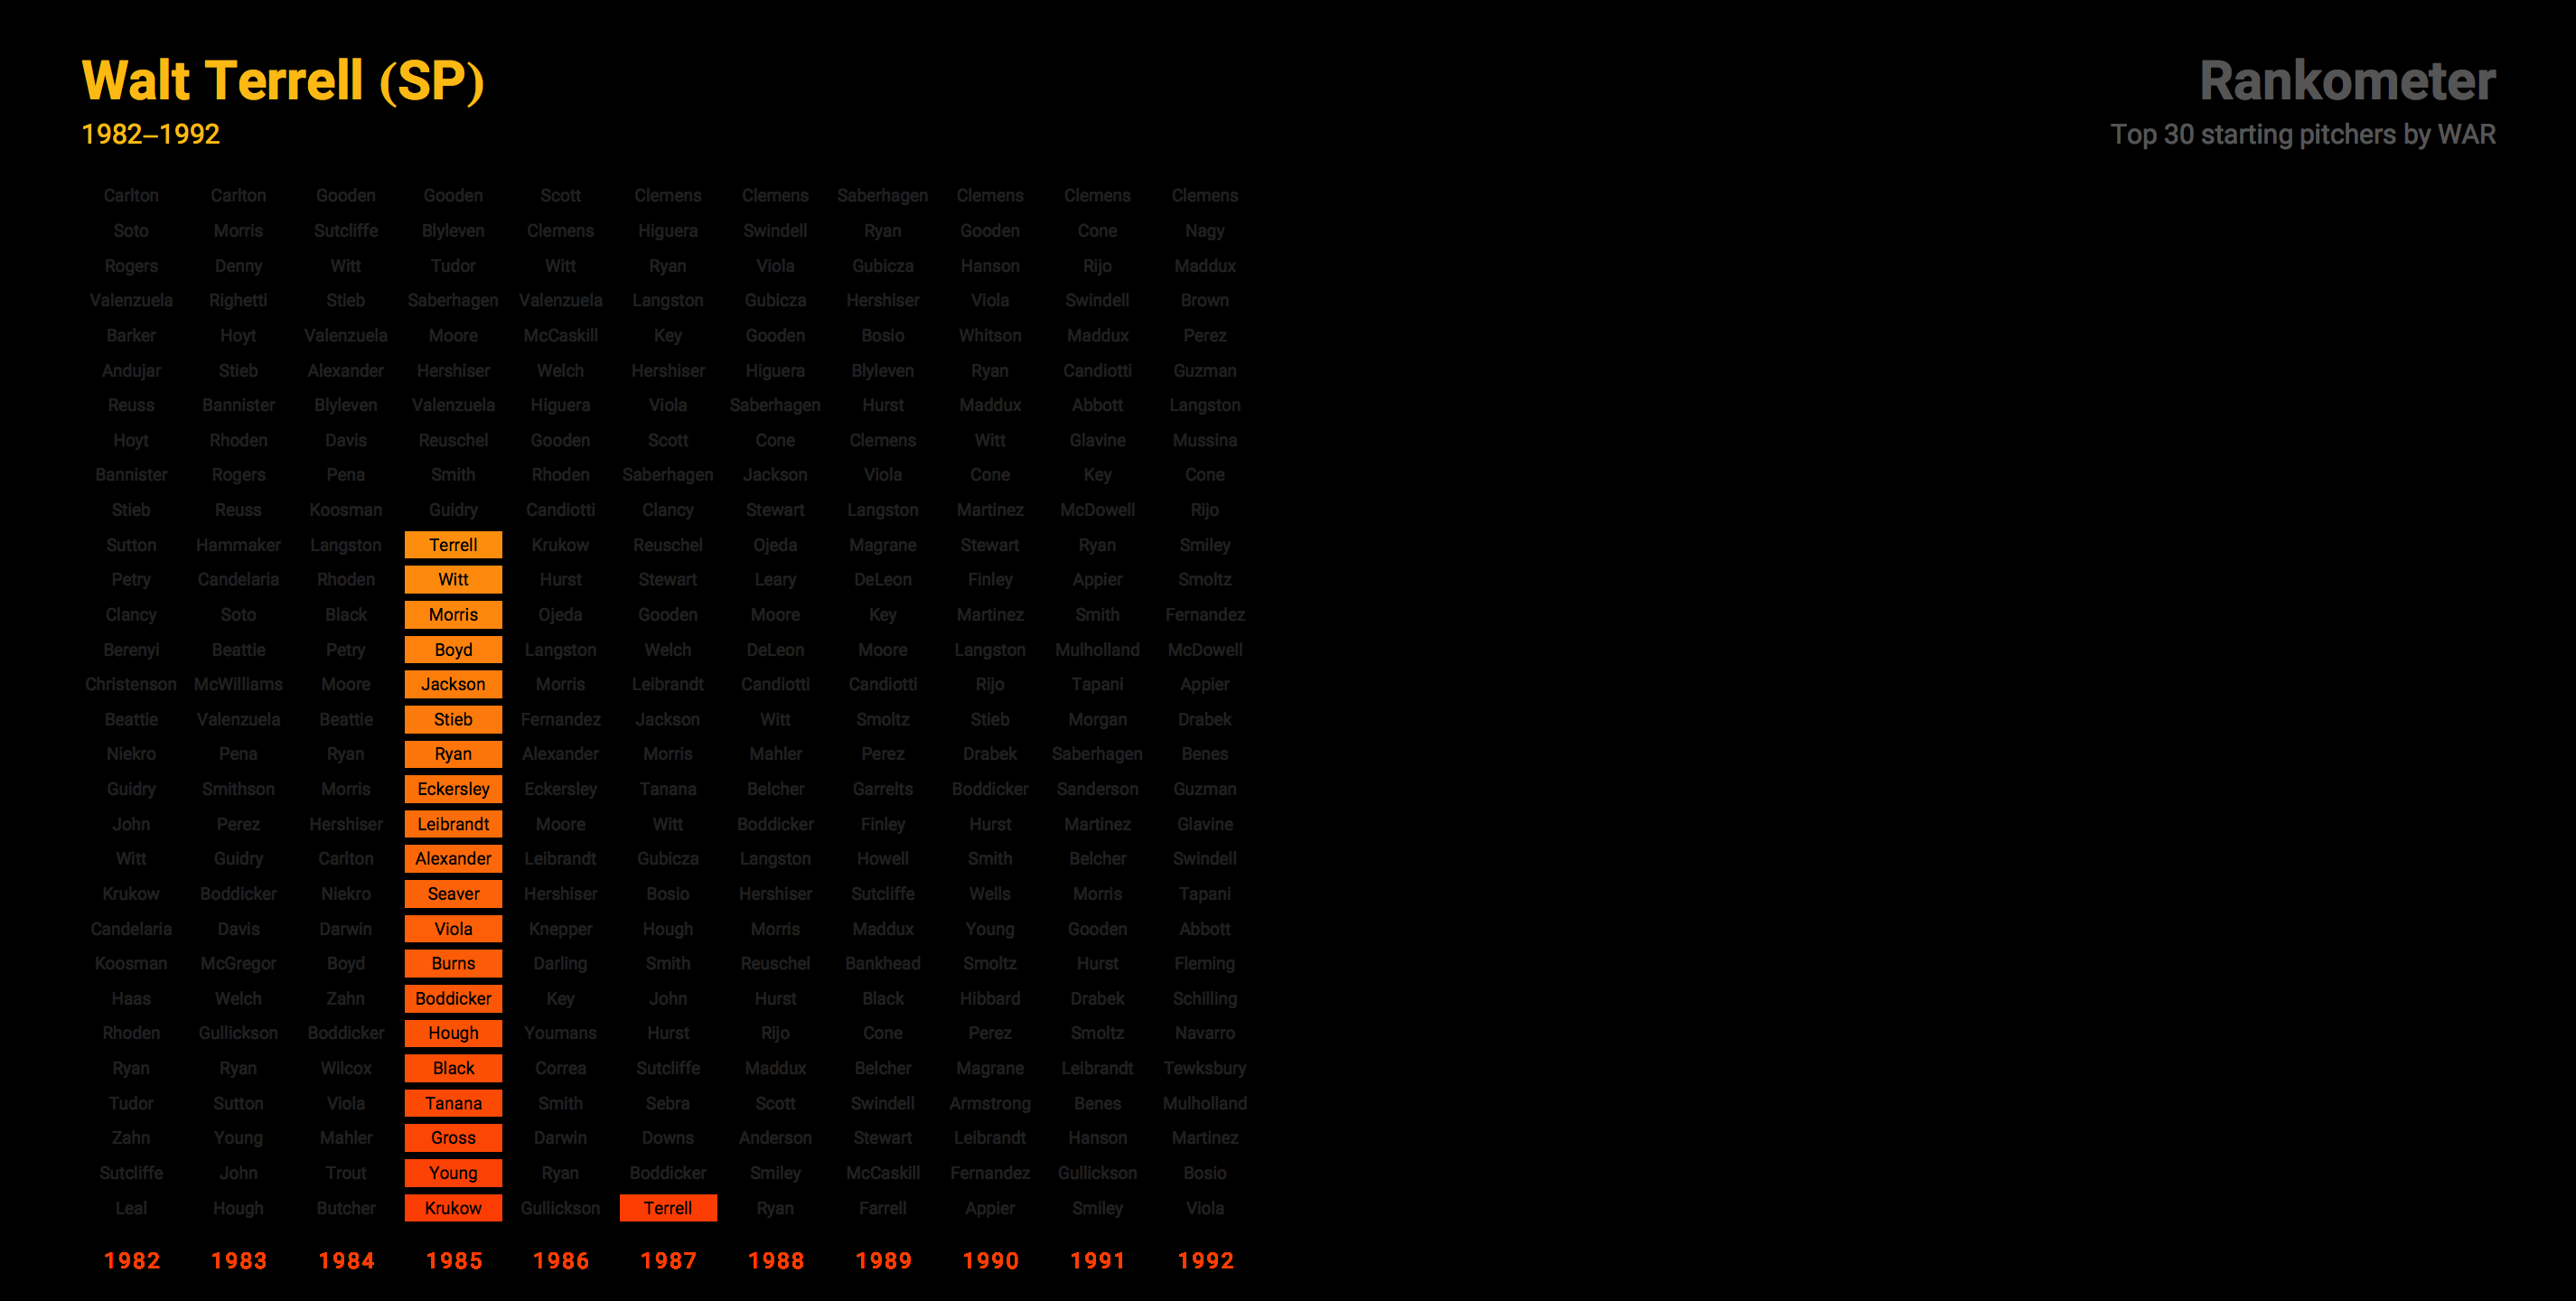 Walt Terrell (SP)
1982–1992
Rankometer
Top 30 starting pitchers by WAR
Carlton Carlton Gooden Gooden Scott Clemens Clemens Saberhagen Clemens Clemens Clemens
Soto Morris Sutcliffe Blyleven Clemens Higuera Swindell Ryan Gooden Cone Nagy
Rogers Denny Witt Tudor Witt Ryan Viola Gubicza Hanson Rijo Maddux
Valenzuela Righetti Stieb Saberhagen Valenzuela Langston Gubicza Hershiser Viola Swindell Brown
Barker Hoyt Valenzuela Moore McCaskill Key Gooden Bosio Whitson Maddux Perez
Andujar Stieb Alexander Hershiser Welch Hershiser Higuera Blyleven Ryan Candiotti Guzman
Reuss Bannister Blyleven Valenzuela Higuera Viola Saberhagen Hurst Maddux Abbott Langston
Hoyt Rhoden Davis Reuschel Gooden Scott Cone Clemens Witt Glavine Mussina
Bannister Rogers Pena Smith Rhoden Saberhagen Jackson Viola Cone Key Cone
Stieb Reuss Koosman Guidry Candiotti Clancy Stewart Langston Martinez McDowell Rijo
Sutton Hammaker Langston Terrell Krukow Reuschel Ojeda Magrane Stewart Ryan Smiley
Petry Candelaria Rhoden Witt Hurst Stewart Leary DeLeon Finley Appier Smoltz
Clancy Soto Black Morris Ojeda Gooden Moore Key Martinez Smith Fernandez
Berenyi Beattie Petry Boyd Langston Welch DeLeon Moore Langston Mulholland McDowell
Christenson McWilliams Moore Jackson Morris Leibrandt Candiotti Candiotti Rijo Tapani Appier
Beattie Valenzuela Beattie Stieb Fernandez Jackson Witt Smoltz Stieb Morgan Drabek
Niekro Pena Ryan Ryan Alexander Morris Mahler Perez Drabek Saberhagen Benes
Guidry Smithson Morris Eckersley Eckersley Tanana Belcher Garrelts Boddicker Sanderson Guzman
John Perez Hershiser Leibrandt Moore Witt Boddicker Finley Hurst Martinez Glavine
Witt Guidry Carlton Alexander Leibrandt Gubicza Langston Howell Smith Belcher Swindell
Krukow Boddicker Niekro Seaver Hershiser Bosio Hershiser Sutcliffe Wells Morris Tapani
Candelaria Davis Darwin Viola Knepper Hough Morris Maddux Young Gooden Abbott
Koosman McGregor Boyd Burns Darling Smith Reuschel Bankhead Smoltz Hurst Fleming
Haas Welch Zahn Boddicker Key John Hurst Black Hibbard Drabek Schilling
Rhoden Gullickson Boddicker Hough Youmans Hurst Rijo Cone Perez Smoltz Navarro
Ryan Ryan Wilcox Black Correa Sutcliffe Maddux Belcher Magrane Leibrandt Tewksbury
Tudor Sutton Viola Tanana Smith Sebra Scott Swindell Armstrong Benes Mulholland
Zahn Young Mahler Gross Darwin Downs Anderson Stewart Leibrandt Hanson Martinez
Sutcliffe John Trout Young Ryan Boddicker Smiley McCaskill Fernandez Gullickson Bosio
Leal Hough Butcher Krukow Gullickson Terrell Ryan Farrell Appier Smiley Viola
1982 1983 1984 1985 1986 1987 1988 1989 1990 1991 1992